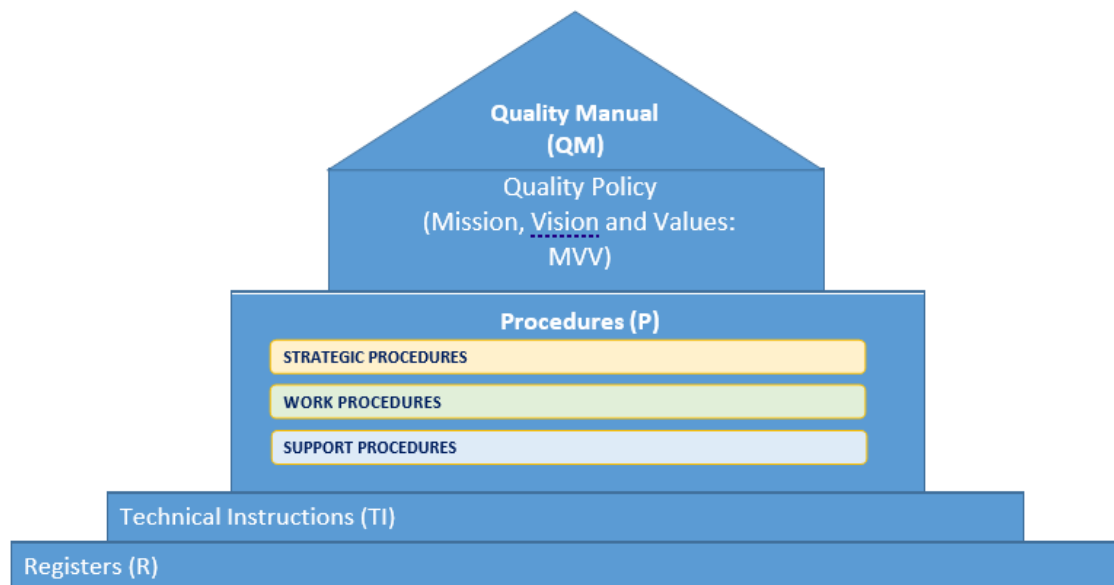 Quality Manual
(QM)
Quality Policy
(Mission, Vision and Values:
MVV)
Procedures (P)
STRATEGIC PROCEDURES
WORK PROCEDURES
SUPPORT PROCEDURES
Technical Instructions (TI)
Registers (R)